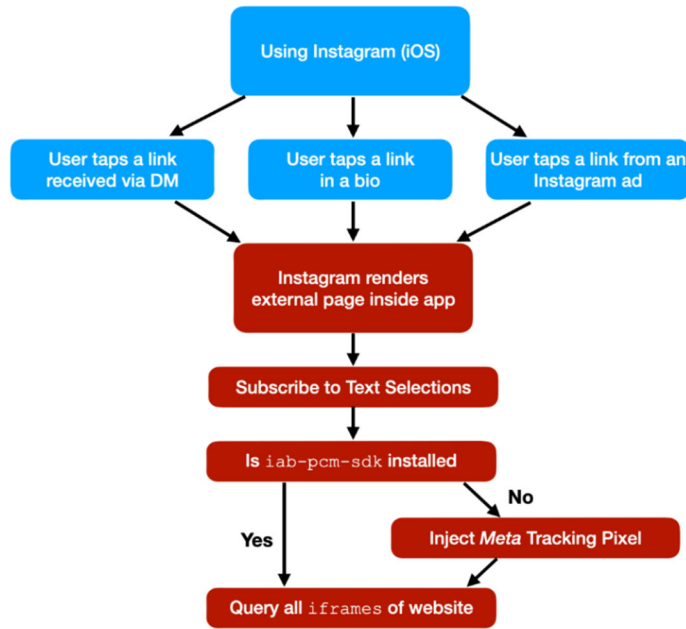 Using Instagram (iOS)
User taps a link
received via DM
User taps a link
in a bio
User taps a link from an
Instagram ad
Instagram renders
external page inside app
Subscribe to Text Selections
Is iab-pcm-sdk installed
No
Yes
Inject Meta Tracking Pixel
Query all iframes of website